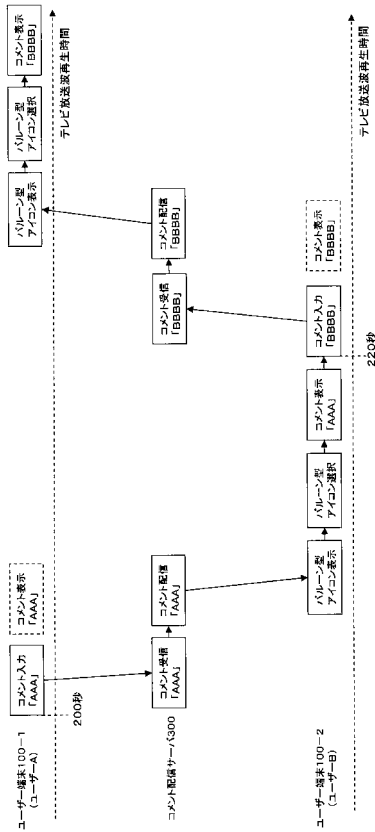 ユーザー端末100-1
(ユーザーA)
200秒
コメント入力
「AAA」
コメント表示
「AAA」
バルーン型
アイコン表示
バルーン型
アイコン選択
コメント表示
「BBBB」
テレビ放送波再生時間
コメント配信サーバ300
コメント受信
「AAA」
コメント配信
「AAA」
コメント受信
「BBBB」
コメント配信
「BBBB」
ユーザー端末100-2
(ユーザーB)
バルーン型
アイコン表示
バルーン型
アイコン選択
コメント表示
「AAA」
220秒
コメント入力
「BBBB」
コメント表示
「BBBB」
テレビ放送波再生時間